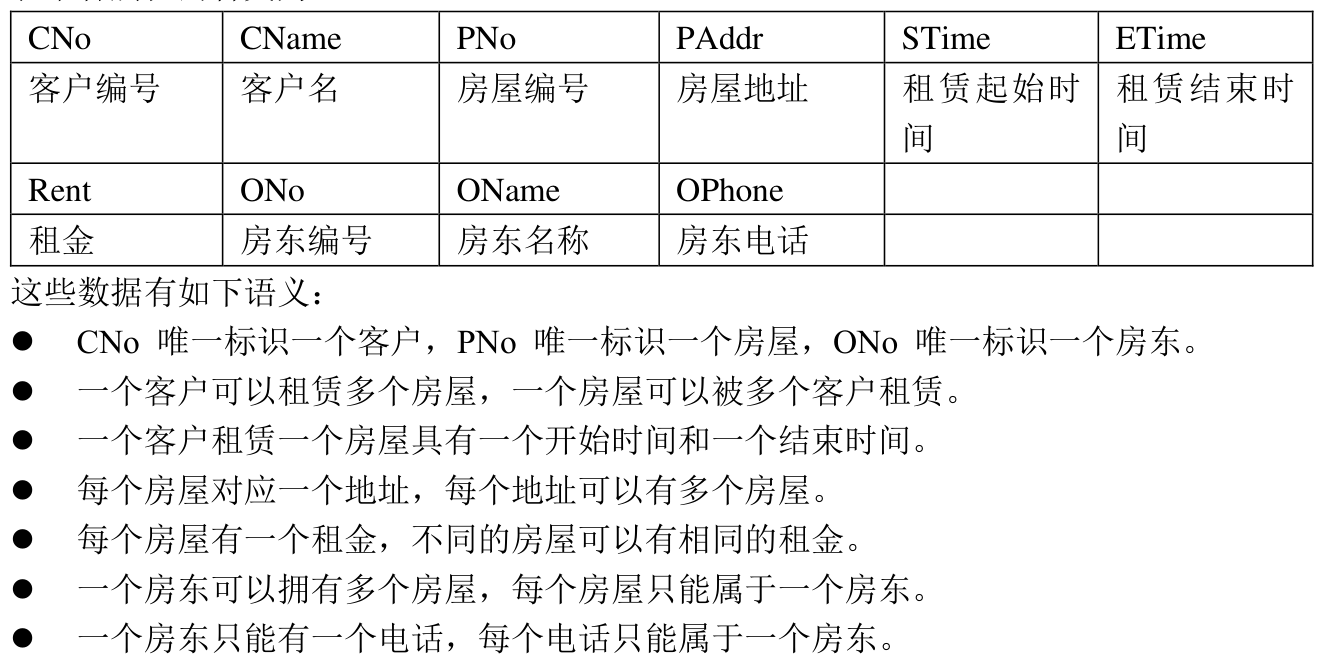 CNo CName PNo PAddr STime ETime
客户编号 客户名 房屋编号 房屋地址 租赁起始时间 租赁结束时间
Rent ONo OName OPhone
租金 房东编号 房东名称 房东电话
这些数据有如下语义：
● CNo 唯一标识一个客户，PNo 唯一标识一个房屋，ONo 唯一标识一个房东。
● 一个客户可以租赁多个房屋，一个房屋可以被多个客户租赁。
● 一个客户租赁一个房屋具有一个开始时间和一个结束时间。
● 每个房屋对应一个地址，每个地址可以有多个房屋。
● 每个房屋有一个租金，不同的房屋可以有相同的租金。
● 一个房东可以拥有多个房屋，每个房屋只能属于一个房东。
● 一个房东只能有一个电话，每个电话只能属于一个房东。